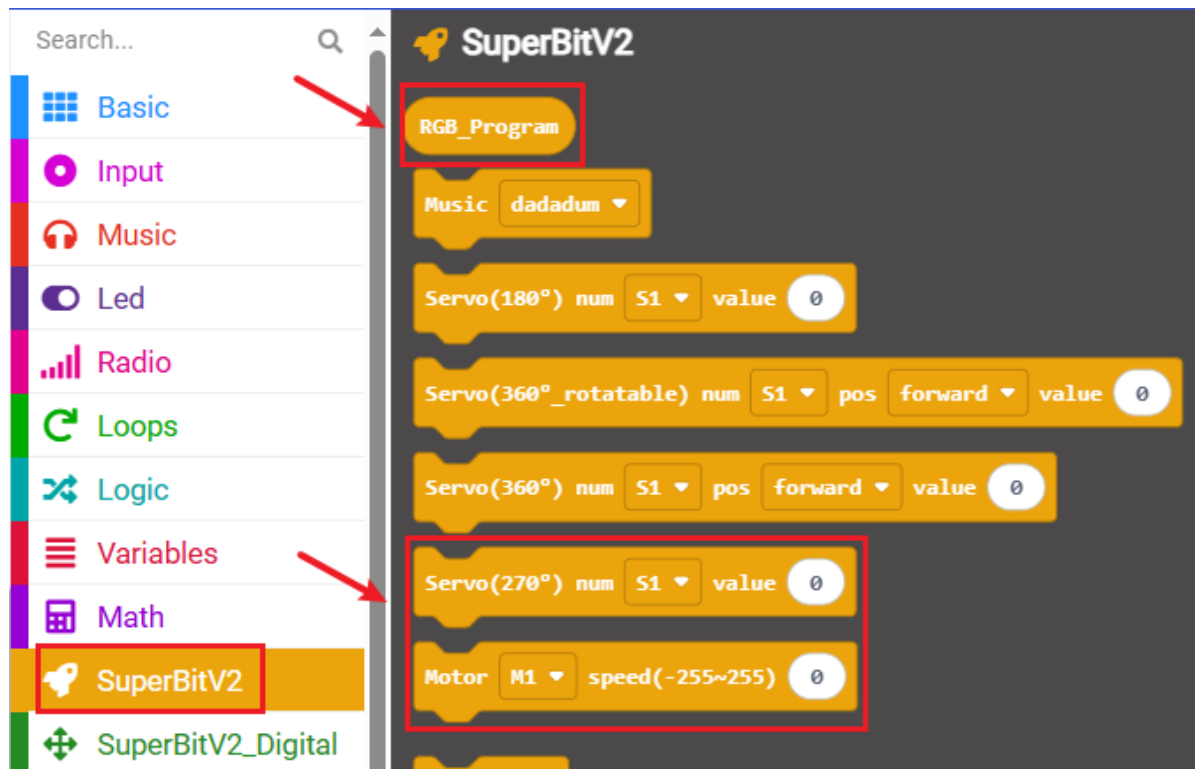 Search...
Basic
Input
Music
Led
Radio
Loops
Logic
Variables
Math
SuperBitV2
SuperBitV2_Digital
SuperBitV2
RGB_Program
Music dadadum
Servo(180°) num S1 value 0
Servo(360°_rotatable) num S1 pos forward value 0
Servo(360°) num S1 pos forward value 0
Servo(270°) num S1 value 0
Motor M1 speed(-255~255) 0